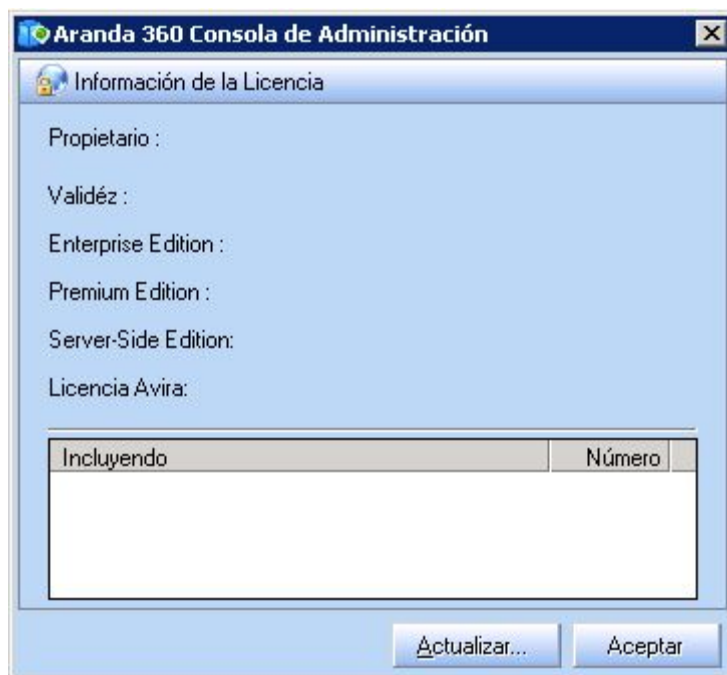 Aranda 360 Consola de Administración
Información de la Licencia
Propietario :
Validéz :
Enterprise Edition :
Premium Edition :
Server-Side Edition:
Licencia Avira:
Incluyendo Número
Actualizar... Aceptar